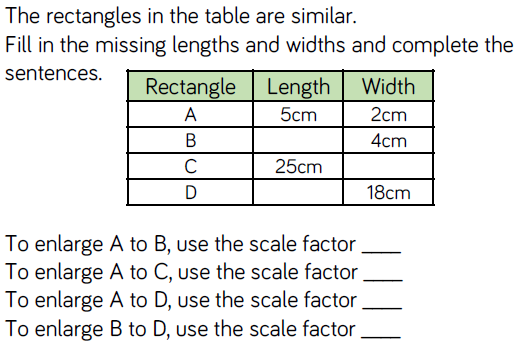 The rectangles in the table are similar.
Fill in the missing lengths and widths and complete the
sentences.
Rectangle Length Width
A 5cm 2cm
B 4cm
C 25cm
D 18cm
To enlarge A to B, use the scale factor ____
To enlarge A to C, use the scale factor ____
To enlarge A to D, use the scale factor ____
To enlarge B to D, use the scale factor ____